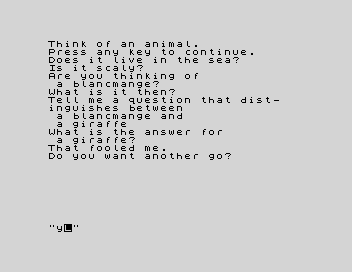 Think of an animal.
Press any key to continue.
Does it live in the sea?
Is it scaly?
Are you thinking of
a blancmange?
What is it then?
Tell me a question that dist-
inguishes between
a blancmange and
a giraffe
What is the answer for
a giraffe?
That fooled me.
Do you want another go?
"yL"